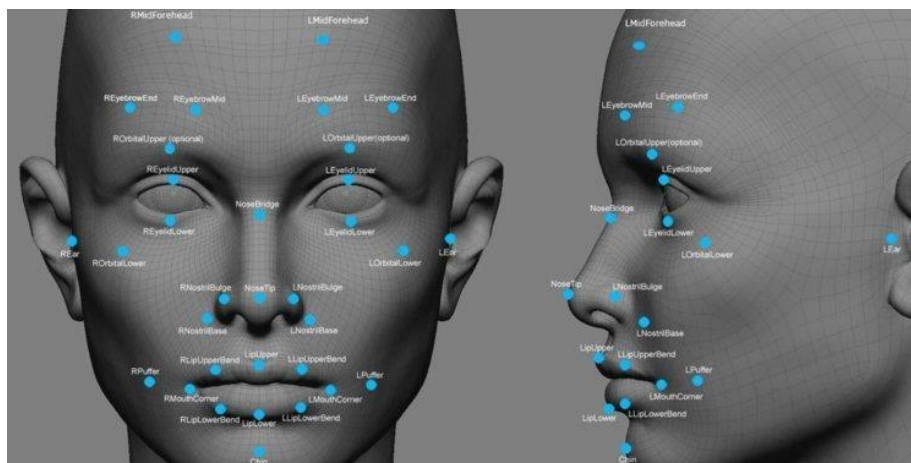 RMidForehead
LMidForehead
REyebrowEnd
REyebrowMid
LEyebrowMid
LEyebrowEnd
ROrbitalUpper (optional)
LOrbitalUpper(optional)
REyelidUpper
LEyelidUpper
NoseBridge
REyelidLower
LEyelidLower
REar
ROrbitalLower
LOrbitalLower
LEar
RNostrilBulge
NoseTip
LNostrilBulge
RNostrilBase
LNostrilBase
RLipUpperBend
LipUpper
LLipUpperBend
RPuffer
LPuffer
RMouthCorner
LMouthCorner
RLipLowerBend
LipLower
LLipLowerBend
Chin
LMidForehead
LEyebrowMid
LEyebrowEnd
LOrbitalUpper(optional)
LEyelidUpper
NoseBridge
LEyelidLower
LOrbitalLower
LEar
NoseTip
LNostrilBulge
LNostrilBase
LipUpper
LLipUpperBend
LPuffer
LMouthCorner
LipLower
LLipLowerBend
Chin